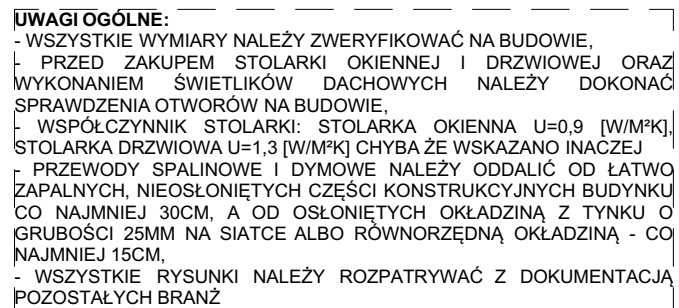 UWAGI OGÓLNE:
- WSZYSTKIE WYMIARY NALEŻY ZWERYFIKOWAĆ NA BUDOWIE,
- PRZED ZAKUPEM STOLARKI OKIENNEJ I DRZWIOWEJ ORAZ
WYKONANIEM ŚWIETLIKÓW DACHOWYCH NALEŻY DOKONAĆ
SPRAWDZENIA OTWORÓW NA BUDOWIE,
- WSPÓŁCZYNNIK STOLARKI: STOLARKA OKIENNA U=0,9 [W/M²K],
STOLARKA DRZWIOWA U=1,3 [W/M²K] CHYBA ŻE WSKAZANO INACZEJ
- PRZEWODY SPALINOWE I DYMOWE NALEŻY ODDALIĆ OD ŁATWO
ZAPALNYCH, NIEOSŁONIĘTYCH CZĘŚCI KONSTRUKCYJNYCH BUDYNKU
CO NAJMNIEJ 30CM, A OD OSŁONIĘTYCH OKŁADZINĄ Z TYNKU O
GRUBOŚCI 25MM NA SIATCE ALBO RÓWNORZĘDNĄ OKŁADZINĄ - CO
NAJMNIEJ 15CM,
- WSZYSTKIE RYSUNKI NALEŻY ROZPATRYWAĆ Z DOKUMENTACJĄ
POZOSTAŁYCH BRANŻ